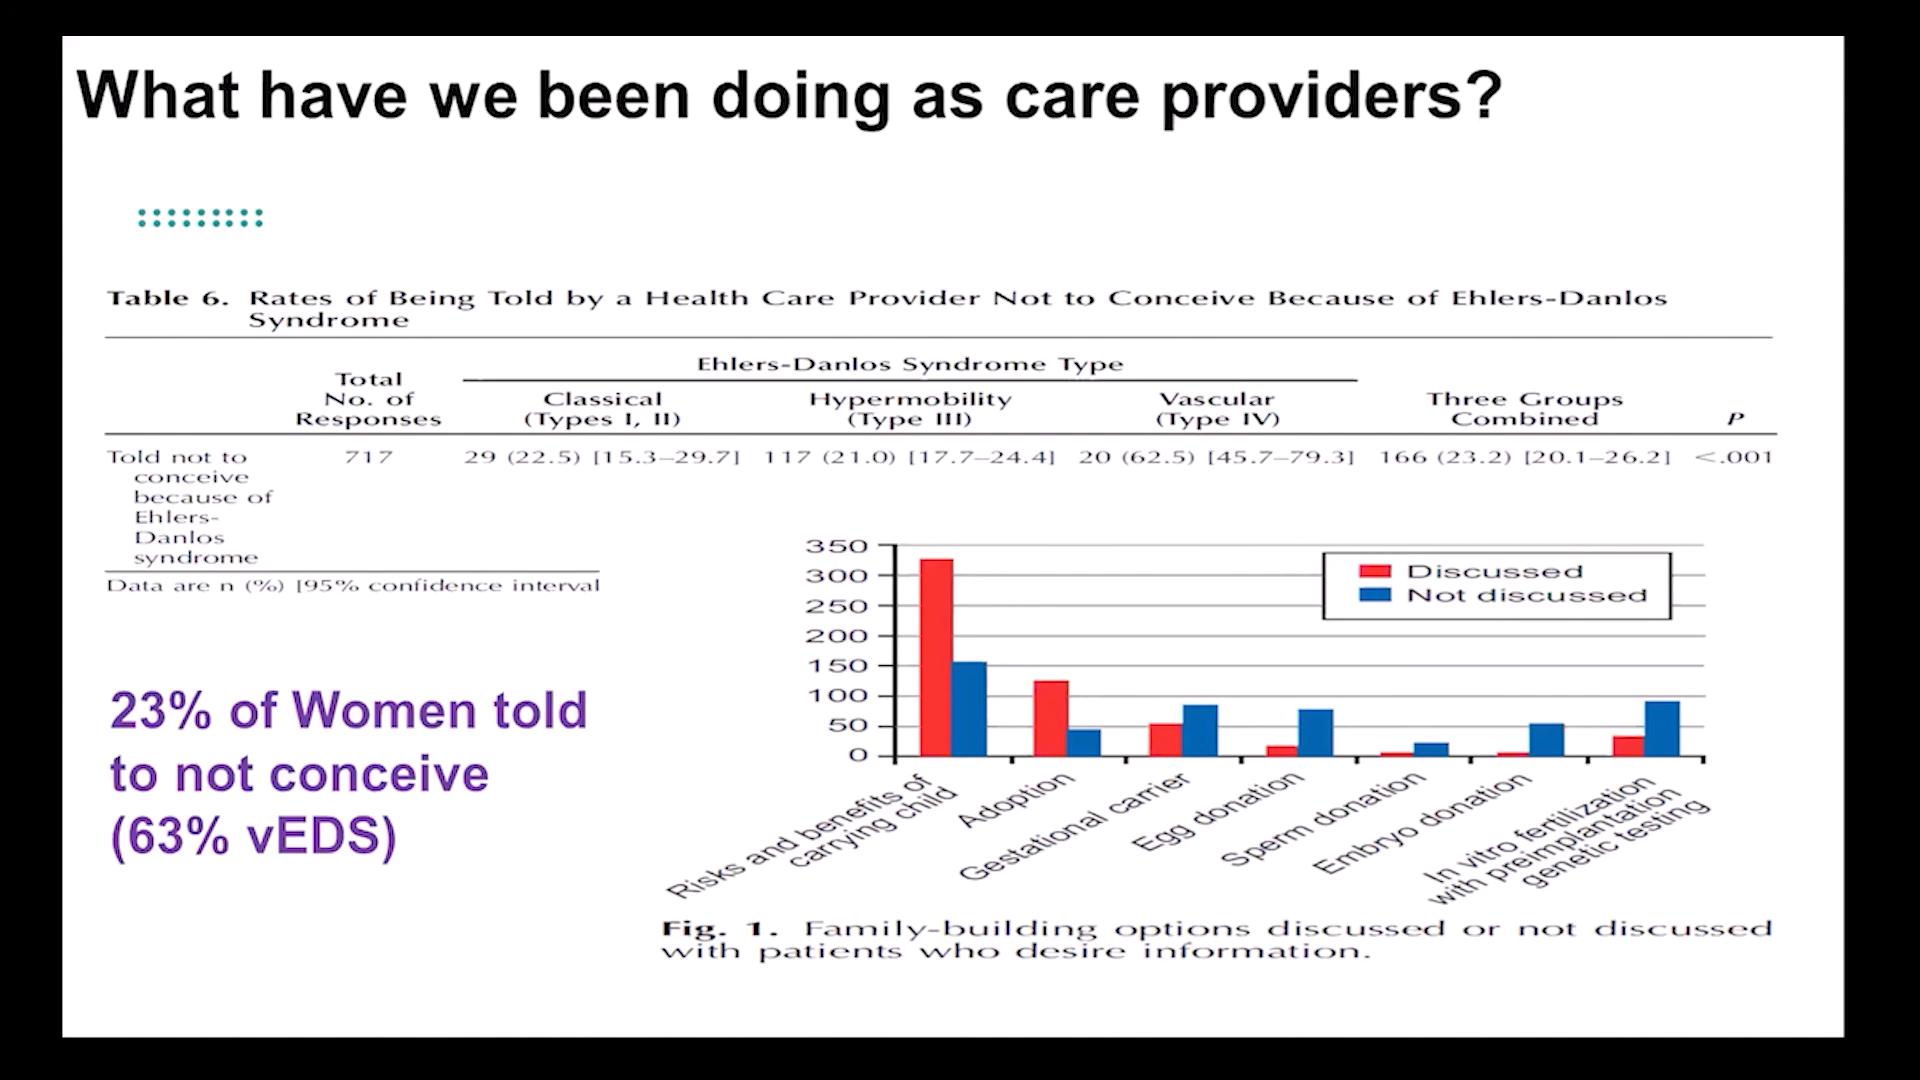 What have we been doing as care providers?
Table 6. Rates of Being Told by a Health Care Provider Not to Conceive Because of Ehlers-Danlos
Syndrome
Ehlers-Danlos Syndrome Type
Total
No. of
Responses
Classical
(Types I, II)
Hypermobility
(Type III)
Vascular
(Type IV)
Three Groups
Combined
P
Told not to
conceive
because of
Ehlers-
Danlos
syndrome
717
29 (22.5) [15.3–29.7]
117 (21.0) [17.7–24.4]
20 (62.5) [45.7–79.3]
166 (23.2) [20.1–26.2]
<.001
Data are n (%) [95% confidence interval
23% of Women told
to not conceive
(63% vEDS)
350
300
250
200
150
100
50
0
Discussed
Not discussed
Risks and benefits of
carrying child
Adoption
Gestational carrier
Egg donation
Sperm donation
Embryo donation
In vitro fertilization
with preimplantation
genetic testing
Fig. 1. Family-building options discussed or not discussed
with patients who desire information.